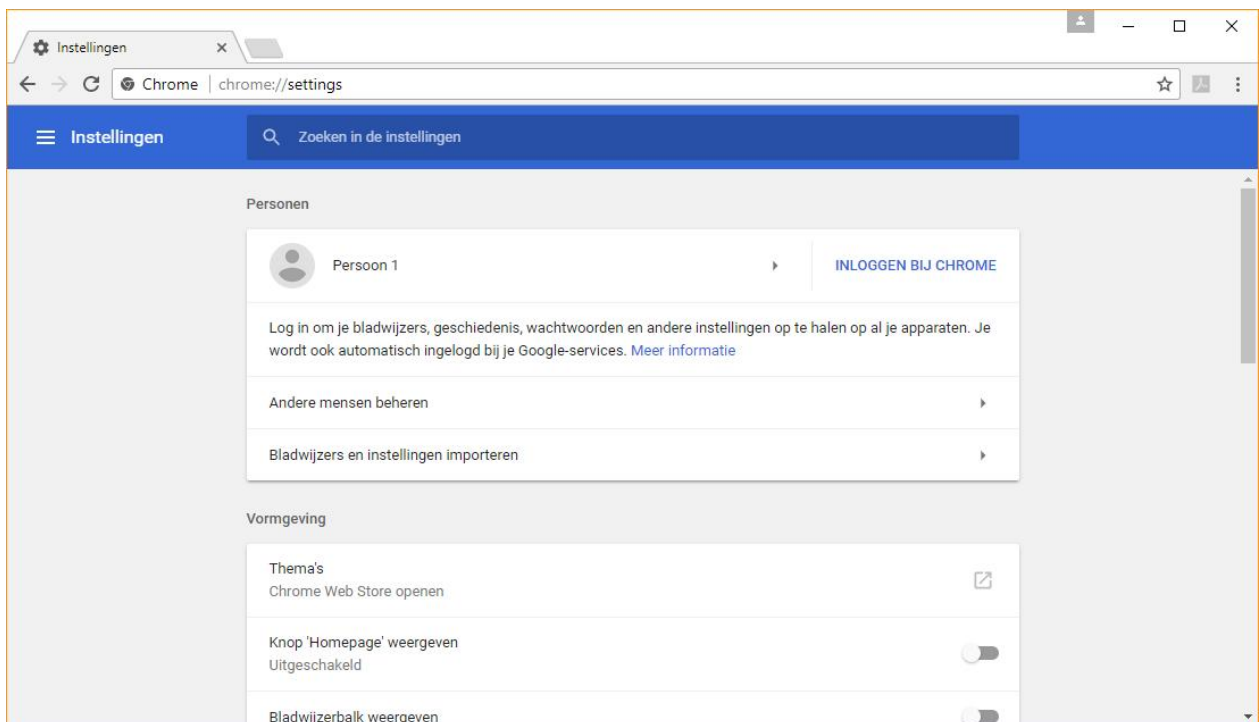 Instellingen
Chrome chrome://settings
Instellingen
Zoeken in de instellingen
Personen
Persoon 1
INLOGGEN BIJ CHROME
Log in om je bladwijzers, geschiedenis, wachtwoorden en andere instellingen op te halen op al je apparaten. Je
wordt ook automatisch ingelogd bij je Google-services. Meer informatie
Andere mensen beheren
Bladwijzers en instellingen importeren
Vormgeving
Thema's
Chrome Web Store openen
Knop 'Homepage' weergeven
Uitgeschakeld
Bladwijzerbalk weergeven